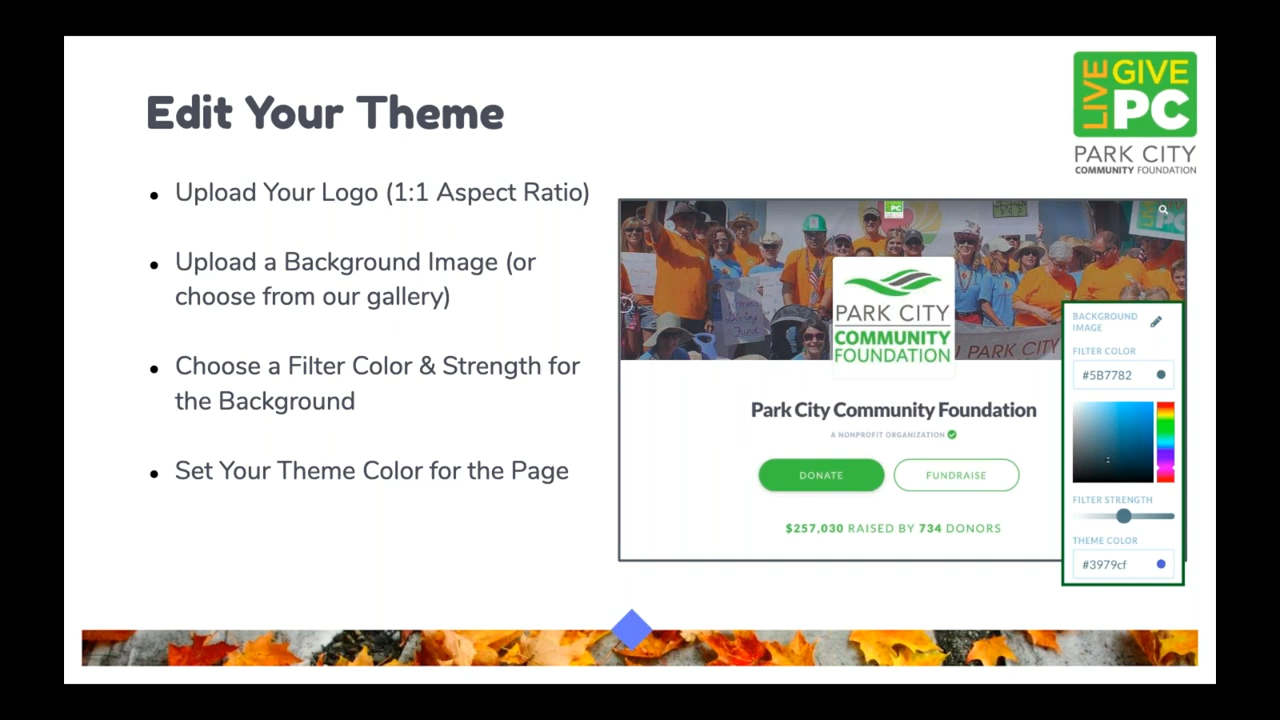 Edit Your Theme
LIVE
GIVE
PC
PARK CITY
COMMUNITY FOUNDATION
• Upload Your Logo (1:1 Aspect Ratio)
• Upload a Background Image (or
choose from our gallery)
• Choose a Filter Color & Strength for
the Background
• Set Your Theme Color for the Page
PC
PARK CITY
COMMUNITY
FOUNDATION
PARK CITY
Park City Community Foundation
A NONPROFIT ORGANIZATION
DONATE
FUNDRAISE
$257,030 RAISED BY 734 DONORS
BACKGROUND
IMAGE
FILTER COLOR
#5B7782
FILTER STRENGTH
THEME COLOR
#3979cf